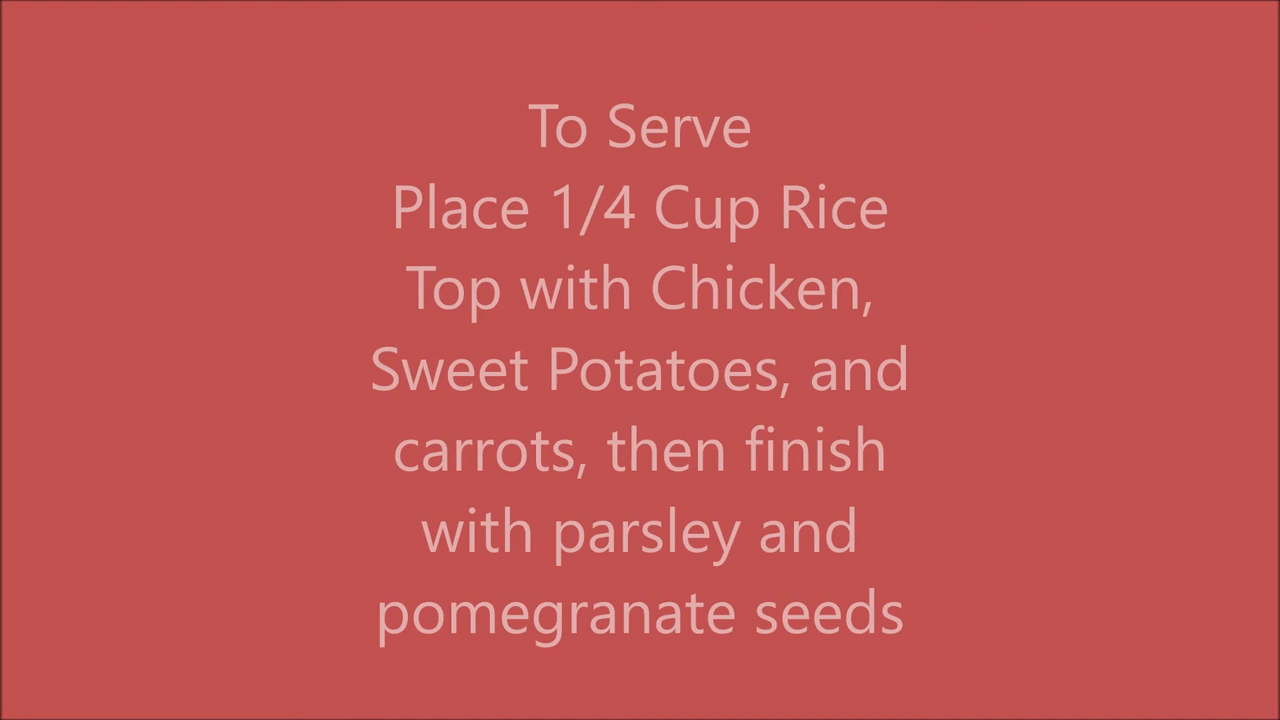 To Serve
Place 1/4 Cup Rice
Top with Chicken,
Sweet Potatoes, and
carrots, then finish
with parsley and
pomegranate seeds